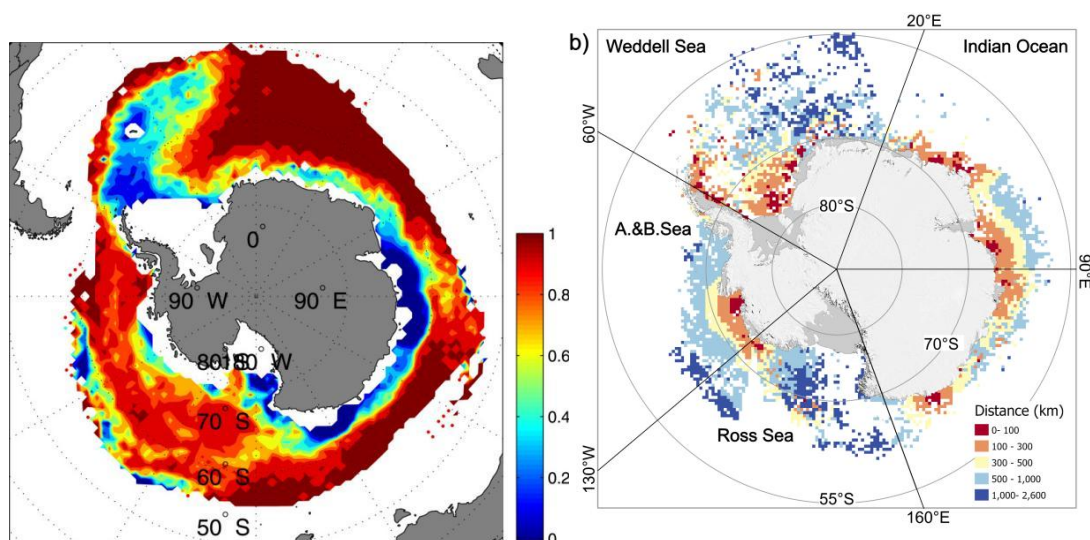 0
90 W
90 E
80 S
70 S
60 S
50 S
1
0.8
0.6
0.4
0.2
0
b)
Weddell Sea
20°E
Indian Ocean
60°W
A.&B.Sea
80°S
90°E
70°S
Ross Sea
130°W
55°S
160°E
Distance (km)
0- 100
100 - 300
300 - 500
500 - 1,000
1,000- 2,600